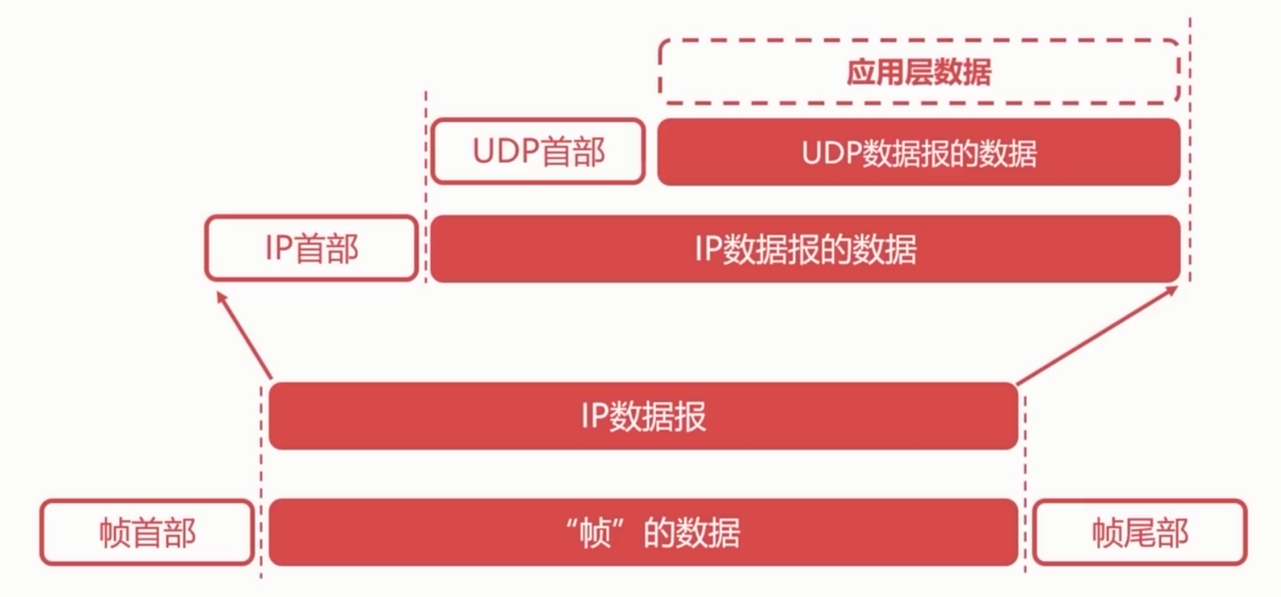 应用层数据
UDP首部
UDP数据报的数据
IP首部
IP数据报的数据
IP数据报
帧首部
“帧”的数据
帧尾部